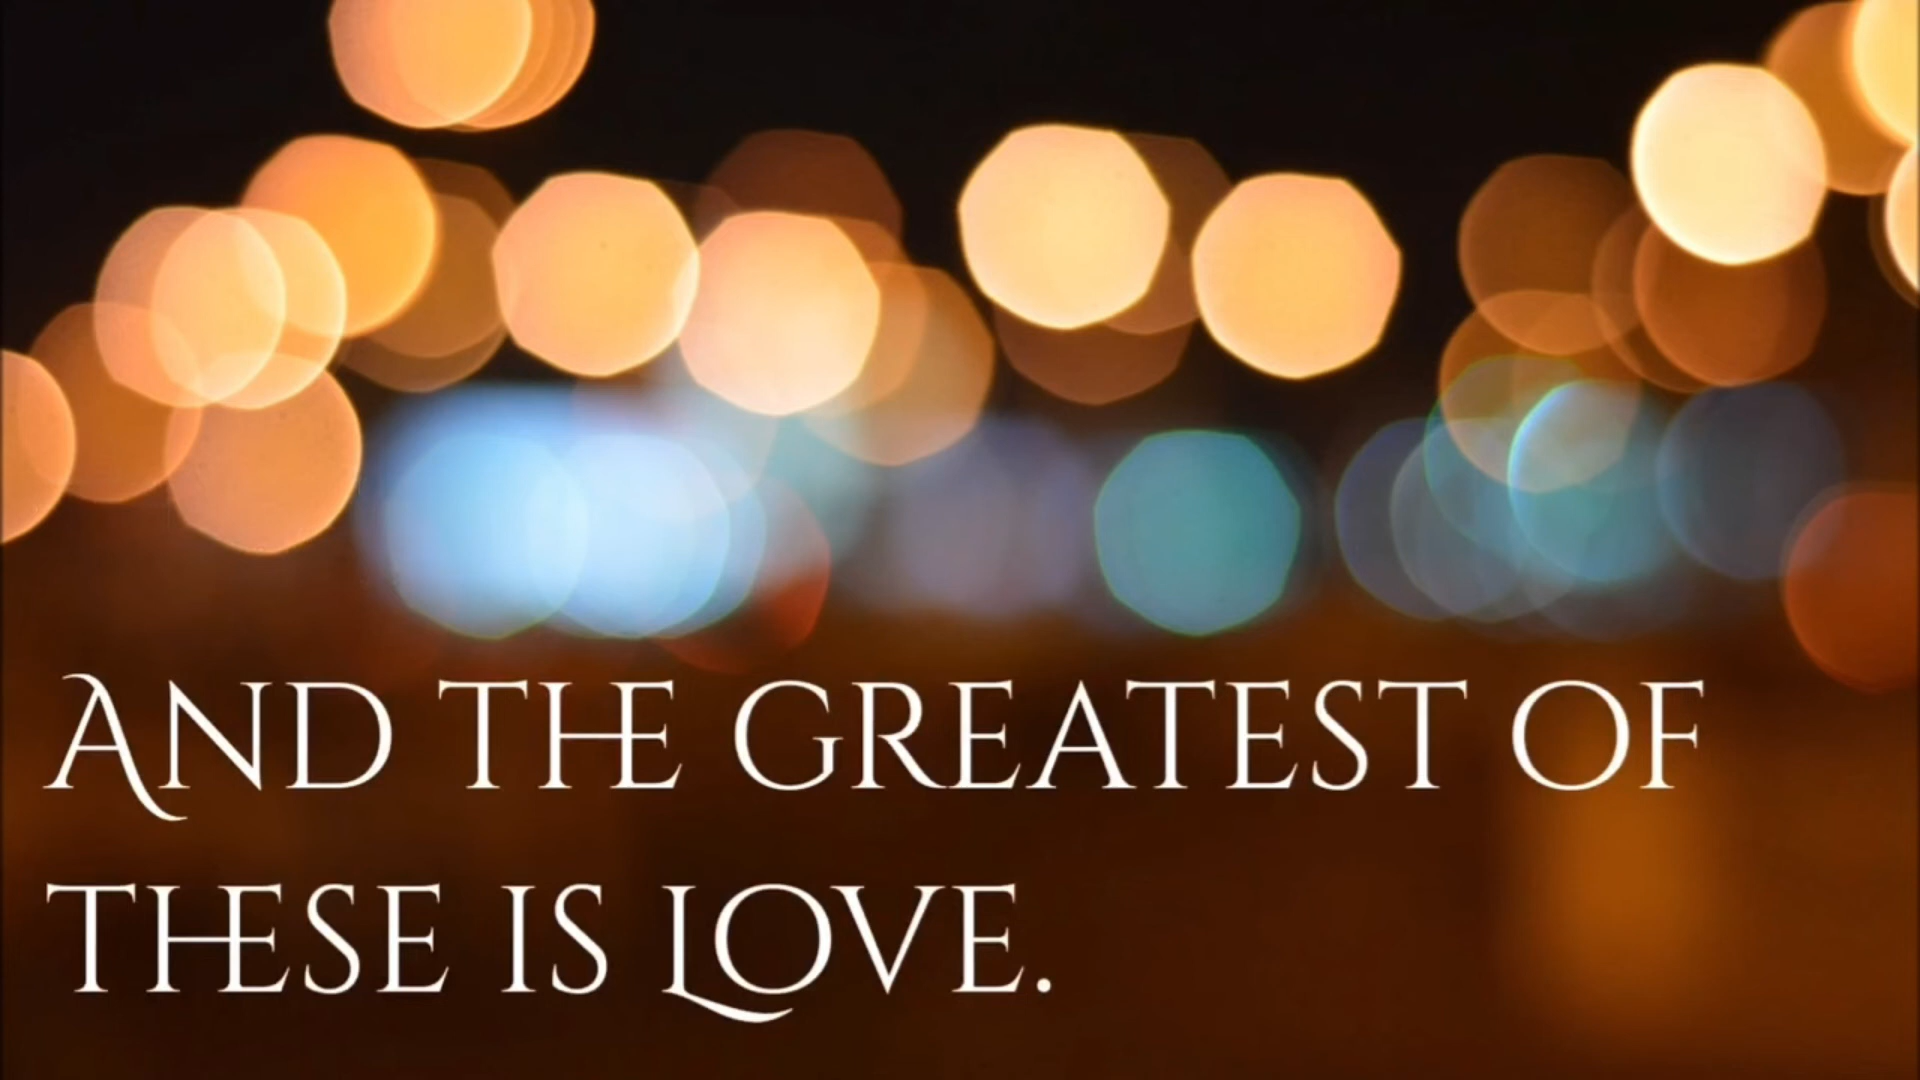 And the greatest of
these is Love.